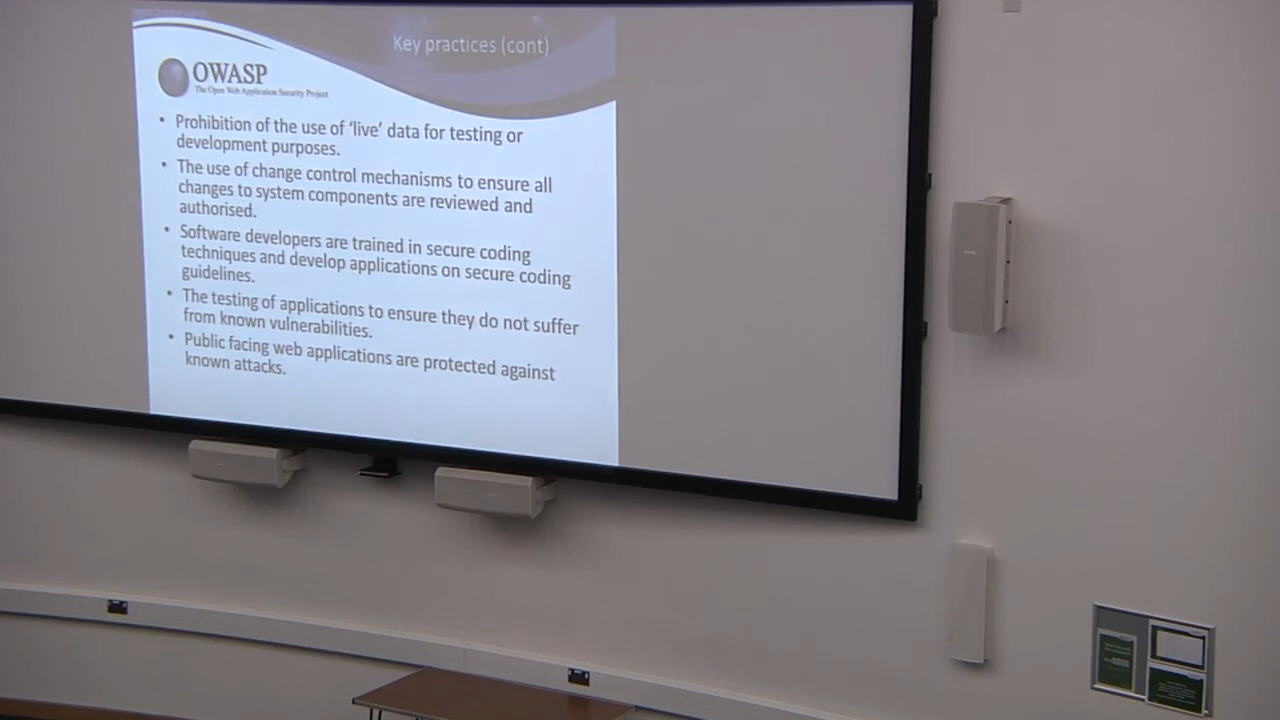 Key practices (cont)
OWASP
The Open Web Application Security Project
• Prohibition of the use of 'live' data for testing or
development purposes.
• The use of change control mechanisms to ensure all
changes to system components are reviewed and
authorised.
• Software developers are trained in secure coding
techniques and develop applications on secure coding
guidelines.
• The testing of applications to ensure they do not suffer
from known vulnerabilities.
• Public facing web applications are protected against
known attacks.